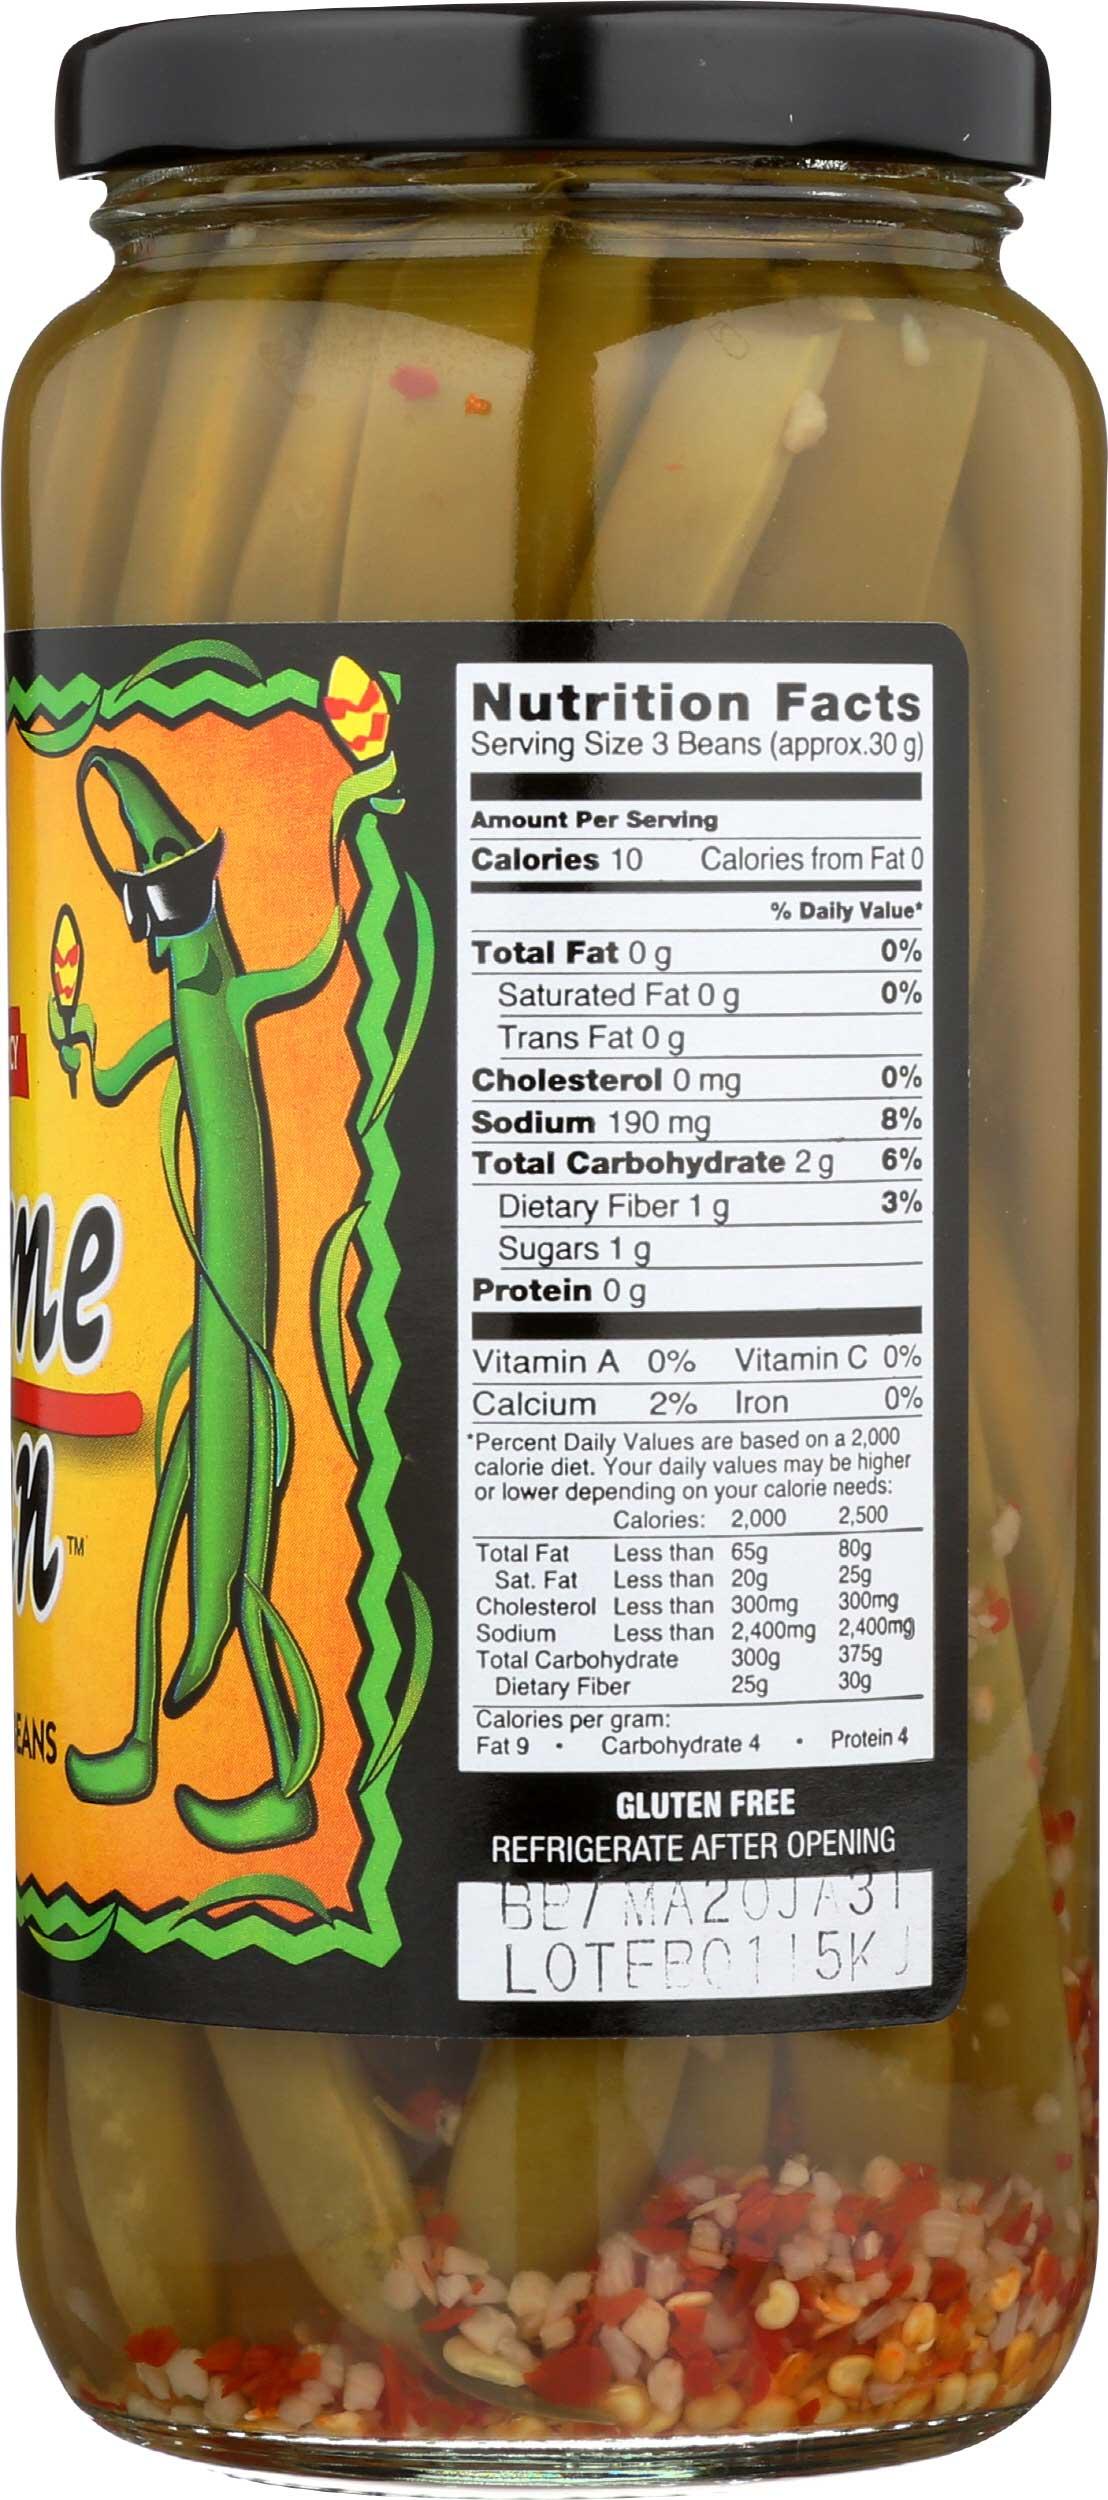 Nutrition Facts
Serving Size 3 Beans (approx.30 g)
Amount Per Serving
Calories 10 Calories from Fat 0
% Daily Value*
Total Fat 0 g 0%
Saturated Fat 0 g 0%
Trans Fat 0 g
Cholesterol 0 mg 0%
Sodium 190 mg 8%
Total Carbohydrate 2 g 6%
Dietary Fiber 1 g 3%
Sugars 1 g
Protein 0 g
Vitamin A 0% Vitamin C 0%
Calcium 2% Iron 0%
*Percent Daily Values are based on a 2,000
calorie diet. Your daily values may be higher
or lower depending on your calorie needs:
Calories: 2,000 2,500
Total Fat Less than 65g 80g
Sat. Fat Less than 20g 25g
Cholesterol Less than 300mg 300mg
Sodium Less than 2,400mg 2,400mg
Total Carbohydrate 300g 375g
Dietary Fiber 25g 30g
Calories per gram:
Fat 9 • Carbohydrate 4 • Protein 4
GLUTEN FREE
REFRIGERATE AFTER OPENING
CY
me
en TM
EANS